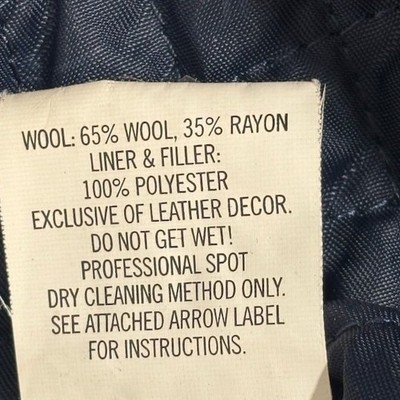 WOOL: 65% WOOL, 35% RAYON
LINER & FILLER:
100% POLYESTER
EXCLUSIVE OF LEATHER DECOR.
DO NOT GET WET!
PROFESSIONAL SPOT
DRY CLEANING METHOD ONLY.
SEE ATTACHED ARROW LABEL
FOR INSTRUCTIONS.